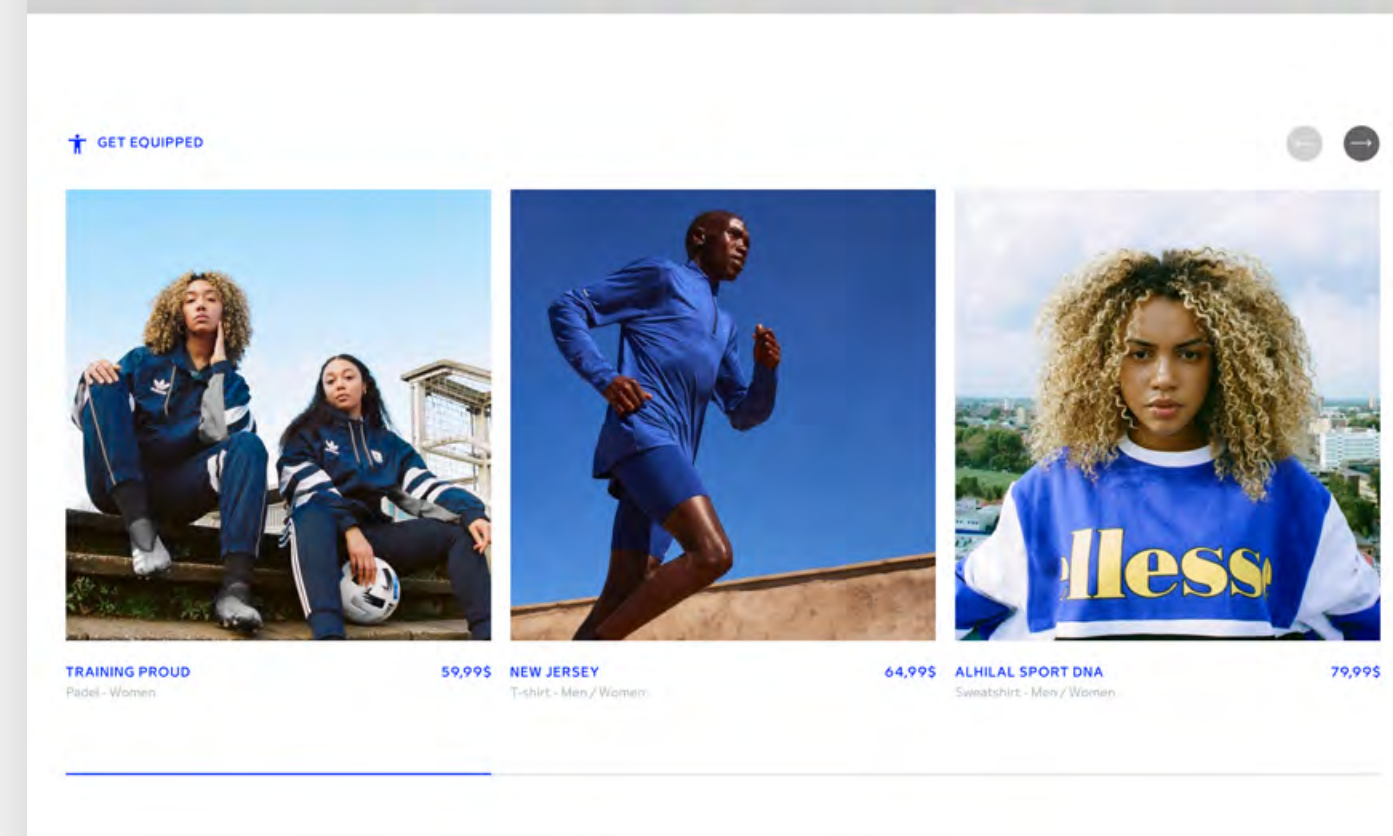 GET EQUIPPED
ellesse
TRAINING PROUD 59,99$
Padel - Women
NEW JERSEY 64,99$
T-shirt - Men / Women
ALHILAL SPORT DNA 79,99$
Sweatshirt - Men / Women